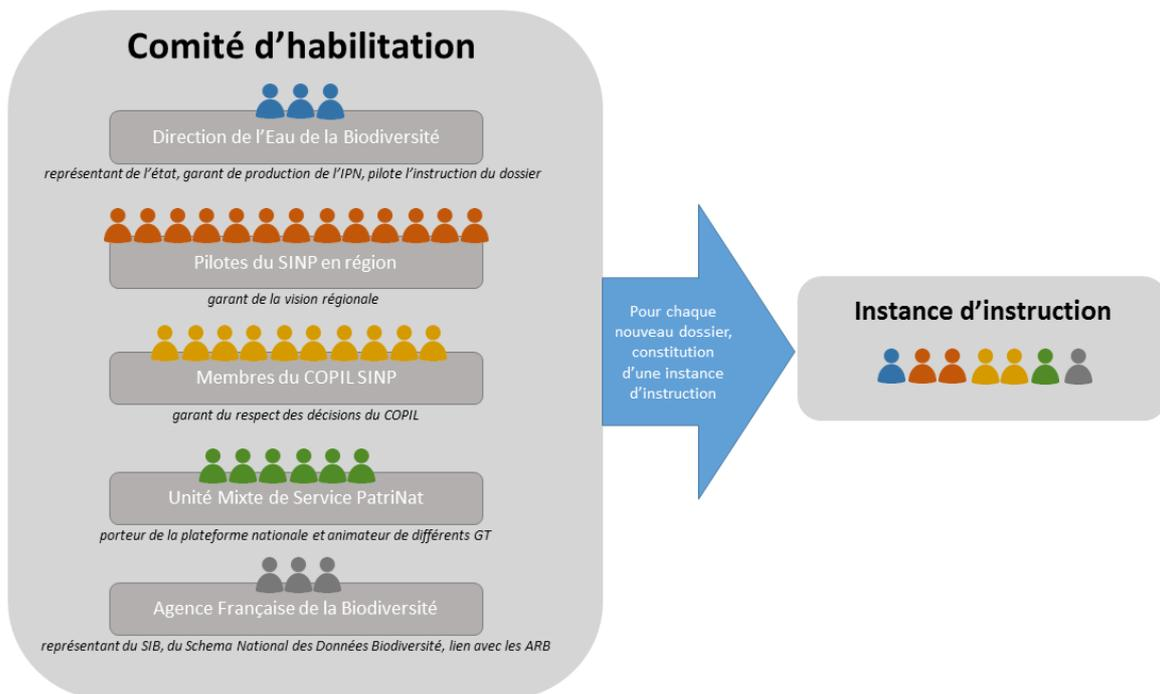 Comité d'habilitation
Direction de l'Eau de la Biodiversité
représentant de l'état, garant de production de l'IPN, pilote l'instruction du dossier
Pilotes du SINP en région
garant de la vision régionale
Membres du COPIL SINP
garant du respect des décisions du COPIL
Unité Mixte de Service PatriNat
porteur de la plateforme nationale et animateur de différents GT
Agence Française de la Biodiversité
représentant du SIB, du Schema National des Données Biodiversité, lien avec les ARB
Pour chaque
nouveau dossier,
constitution
d'une instance
d'instruction
Instance d'instruction